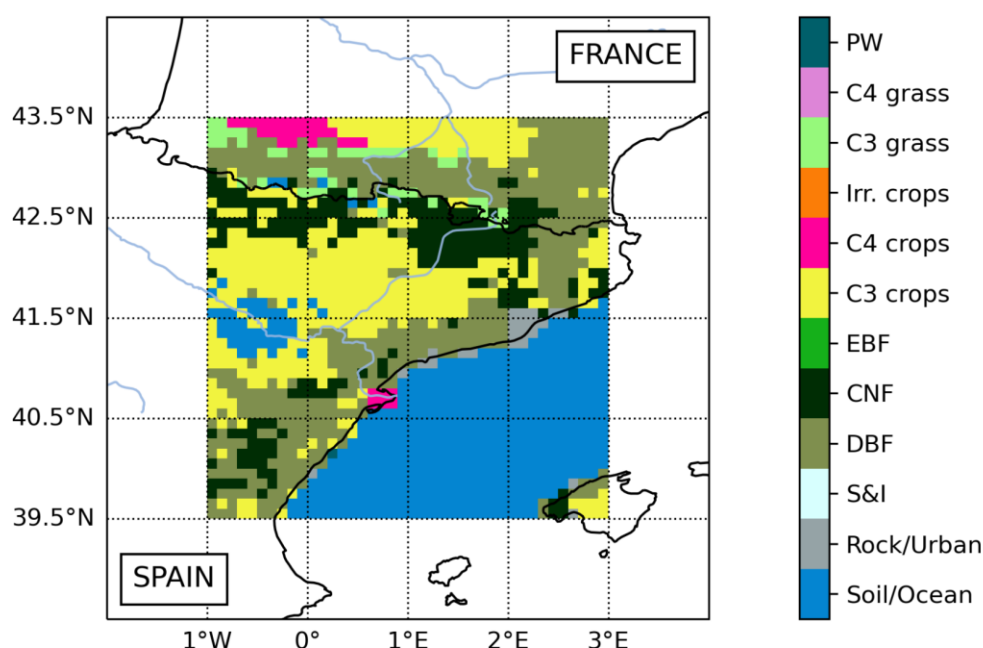 FRANCE
43.5°N
42.5°N
41.5°N
40.5°N
39.5°N
SPAIN
1°W
0°
1°E
2°E
3°E
PW
C4 grass
C3 grass
Irr. crops
C4 crops
C3 crops
EBF
CNF
DBF
S&I
Rock/Urban
Soil/Ocean